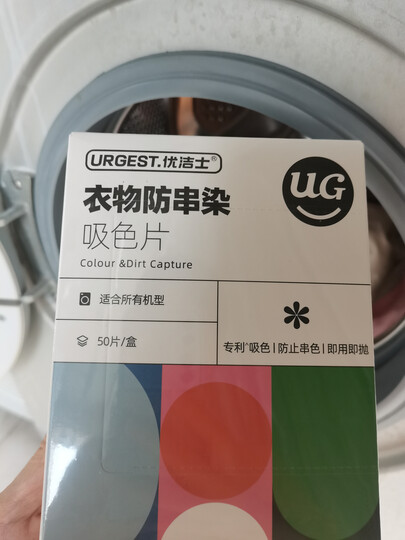 URGEST.优洁士®
UG
衣物防串染
吸色片
Colour &Dirt Capture
适合所有机型
50片/盒
*
专利*吸色|防止串色|即用即抛